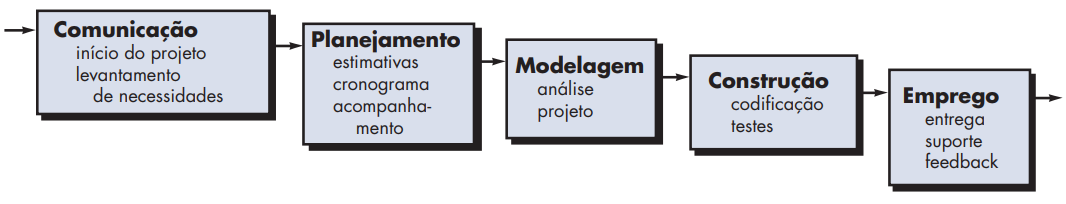 Comunicação
início do projeto
levantamento
de necessidades
Planejamento
estimativas
cronograma
acompanha-
mento
Modelagem
análise
projeto
Construção
codificação
testes
Emprego
entrega
suporte
feedback